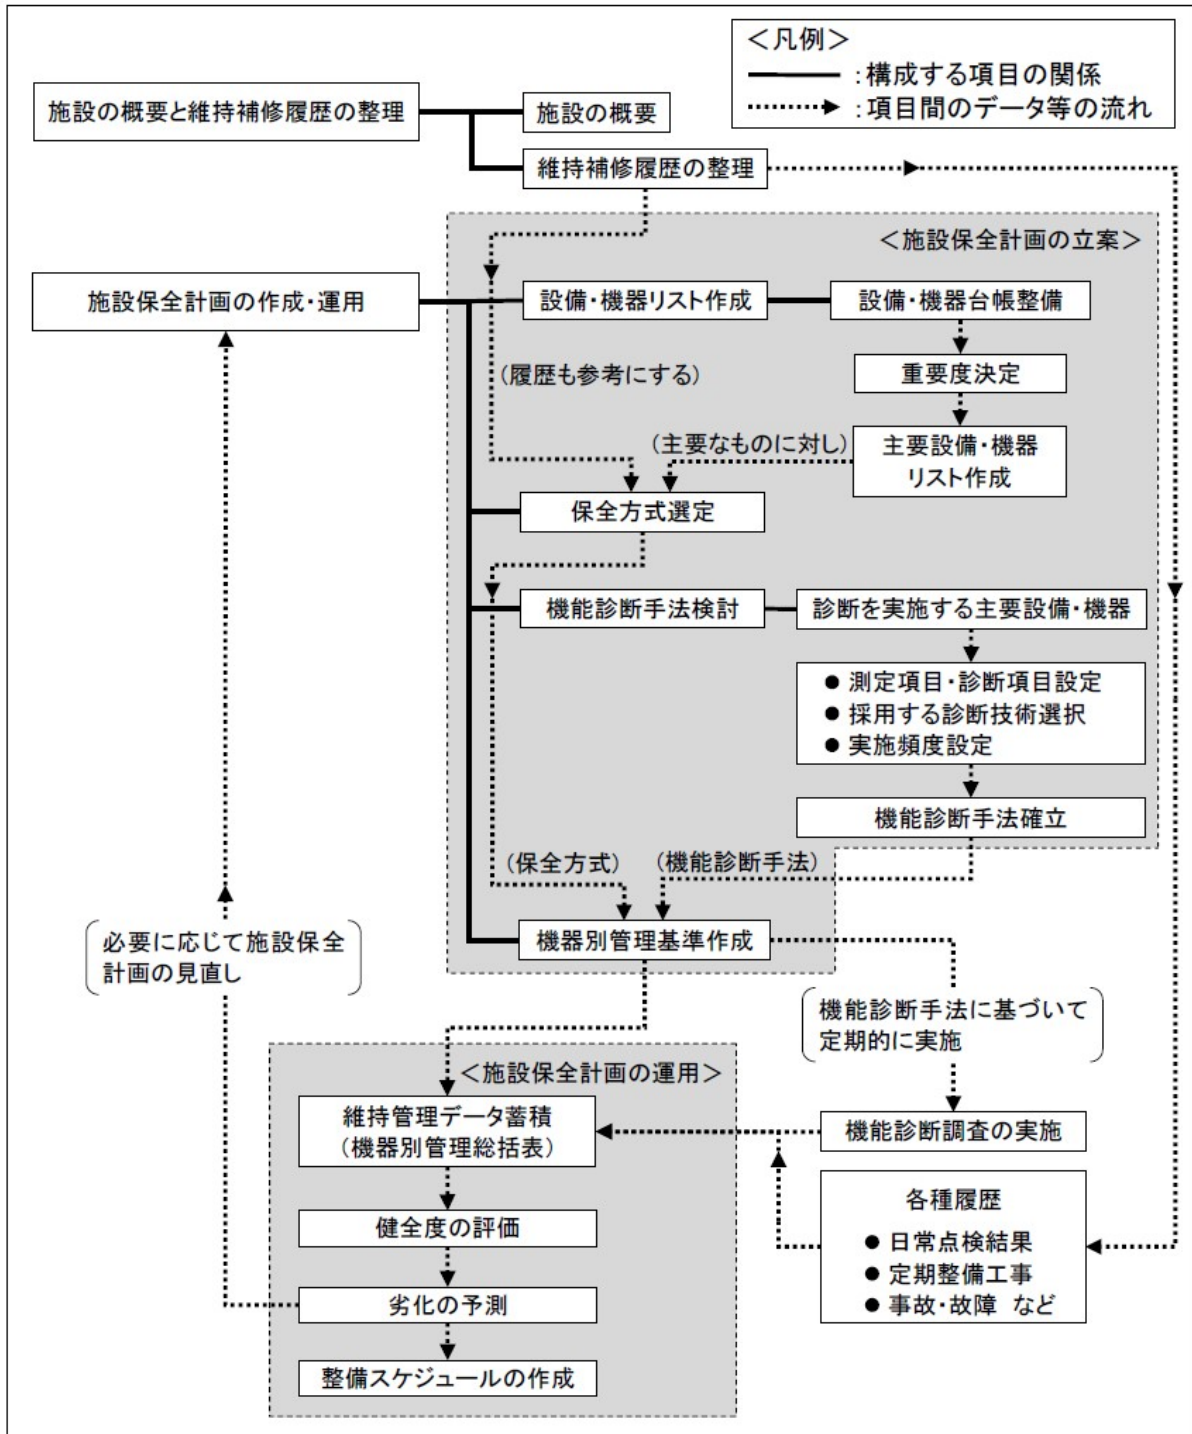 ＜凡例＞
：構成する項目の関係
：項目間のデータ等の流れ
施設の概要と維持補修履歴の整理
施設の概要
維持補修履歴の整理
＜施設保全計画の立案＞
施設保全計画の作成・運用
設備・機器リスト作成
設備・機器台帳整備
(履歴も参考にする)
重要度決定
(主要なものに対し)
主要設備・機器
リスト作成
保全方式選定
機能診断手法検討
診断を実施する主要設備・機器
● 測定項目・診断項目設定
● 採用する診断技術選択
● 実施頻度設定
機能診断手法確立
(保全方式)
(機能診断手法)
機器別管理基準作成
必要に応じて施設保全
計画の見直し
機能診断手法に基づいて
定期的に実施
＜施設保全計画の運用＞
維持管理データ蓄積
(機器別管理総括表)
機能診断調査の実施
健全度の評価
各種履歴
● 日常点検結果
● 定期整備工事
● 事故・故障 など
劣化の予測
整備スケジュールの作成